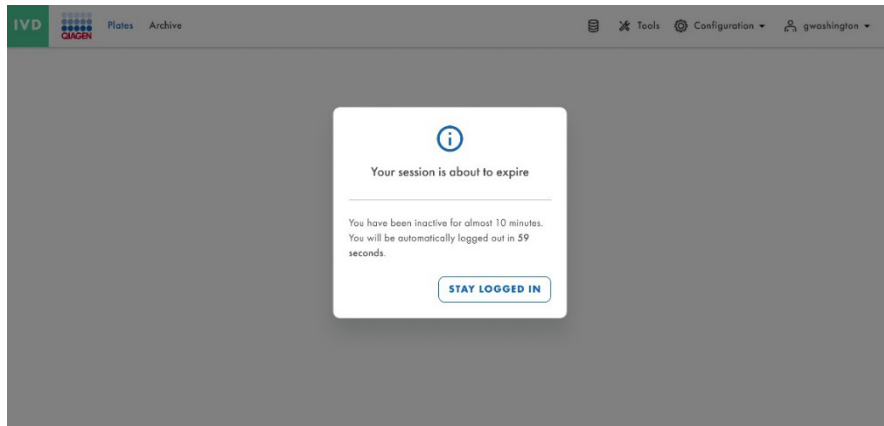 IVD QIAGEN Plates Archive Tools Configuration gwashington
Your session is about to expire
You have been inactive for almost 10 minutes.
You will be automatically logged out in 59
seconds.
STAY LOGGED IN